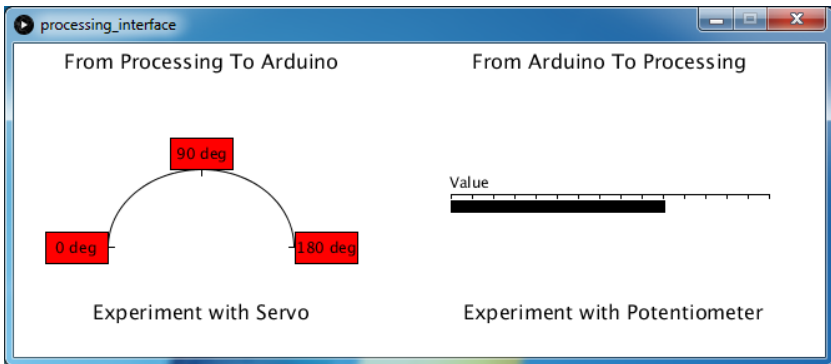 processing_interface
From Processing To Arduino
From Arduino To Processing
90 deg
Value
0 deg
180 deg
Experiment with Servo
Experiment with Potentiometer